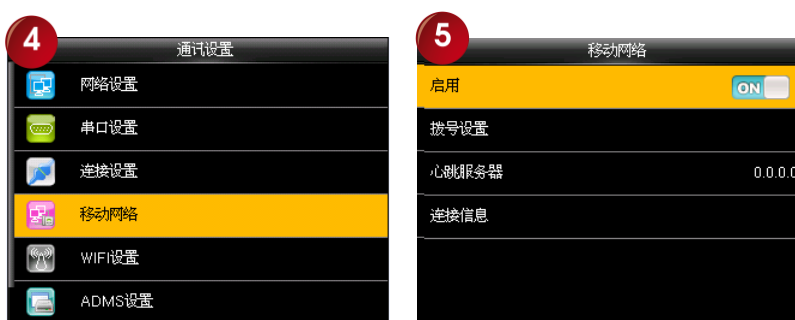 4
通讯设置
网络设置
串口设置
连接设置
移动网络
WIFI设置
ADMS设置
5
移动网络
启用 ON
拨号设置
心跳服务器 0.0.0.0
连接信息